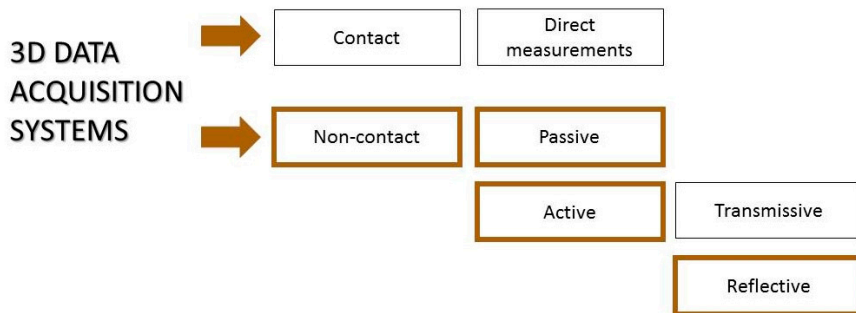 3D DATA
ACQUISITION
SYSTEMS
Contact
Direct
measurements
Non-contact
Passive
Active
Transmissive
Reflective